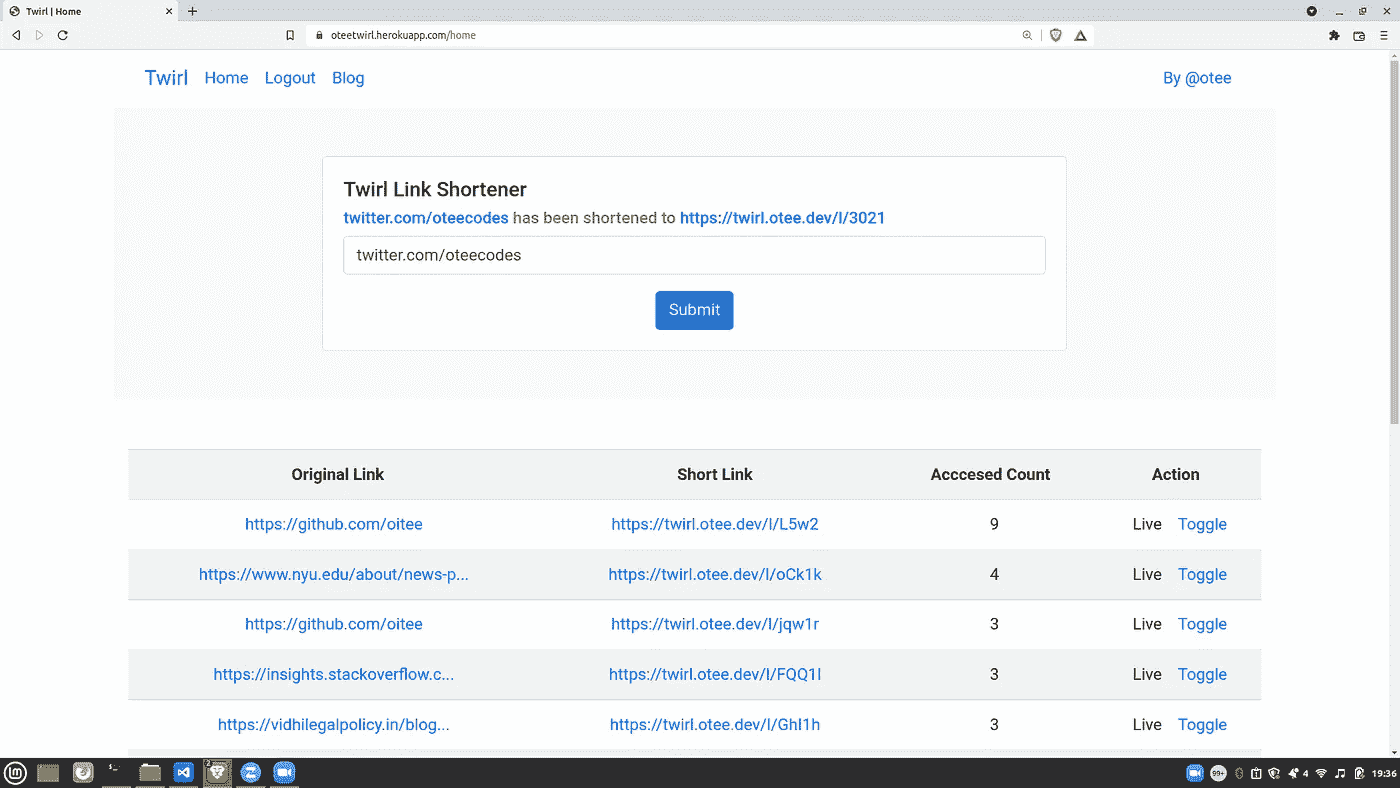 Twirl | Home
oteetwirl.herokuapp.com/home
Twirl Home Logout Blog By @otee
Twirl Link Shortener
twitter.com/oteecodes has been shortened to https://twirl.otee.dev/l/3021
twitter.com/oteecodes
Submit
Original Link Short Link Acccesed Count Action
https://github.com/oitee https://twirl.otee.dev/l/L5w2 9 Live Toggle
https://www.nyu.edu/about/news-p... https://twirl.otee.dev/l/oCk1k 4 Live Toggle
https://github.com/oitee https://twirl.otee.dev/l/jqw1r 3 Live Toggle
https://insights.stackoverflow.c... https://twirl.otee.dev/l/FQQ1l 3 Live Toggle
https://vidhilegalpolicy.in/blog... https://twirl.otee.dev/l/GhI1h 3 Live Toggle
2 99+ 4 19:36